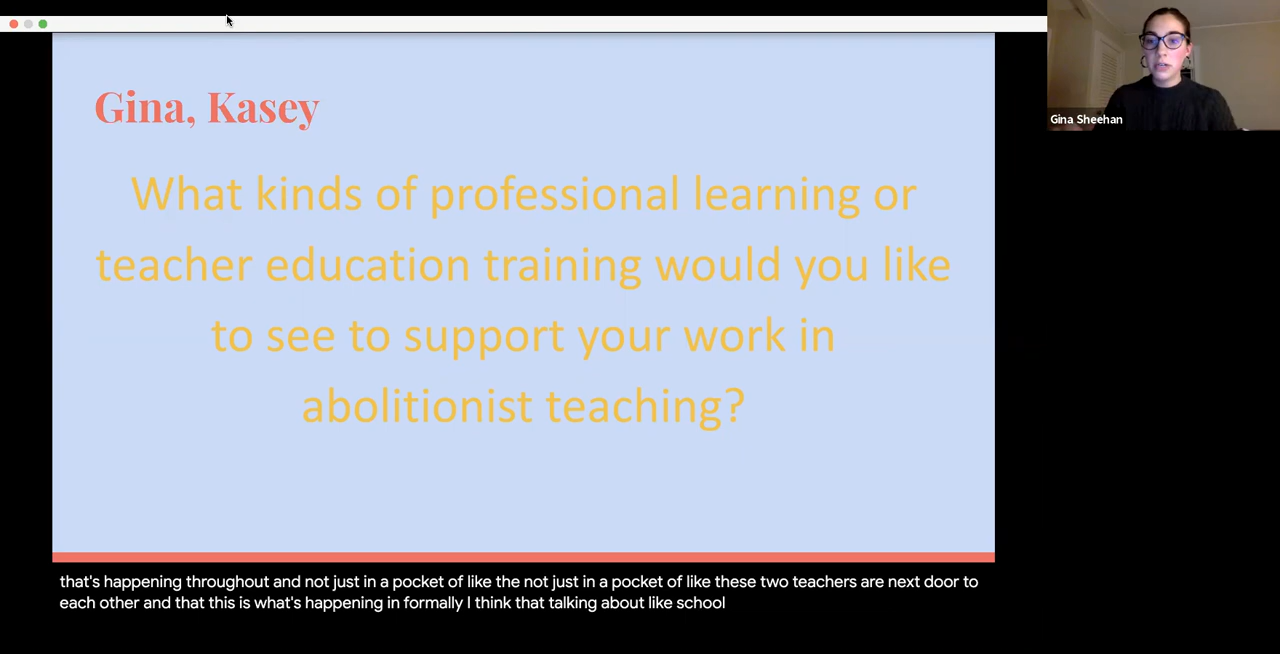 Gina, Kasey
What kinds of professional learning or
teacher education training would you like
to see to support your work in
abolitionist teaching?
Gina Sheehan
that's happening throughout and not just in a pocket of like the not just in a pocket of like these two teachers are next door to
each other and that this is what's happening in formally I think that talking about like school